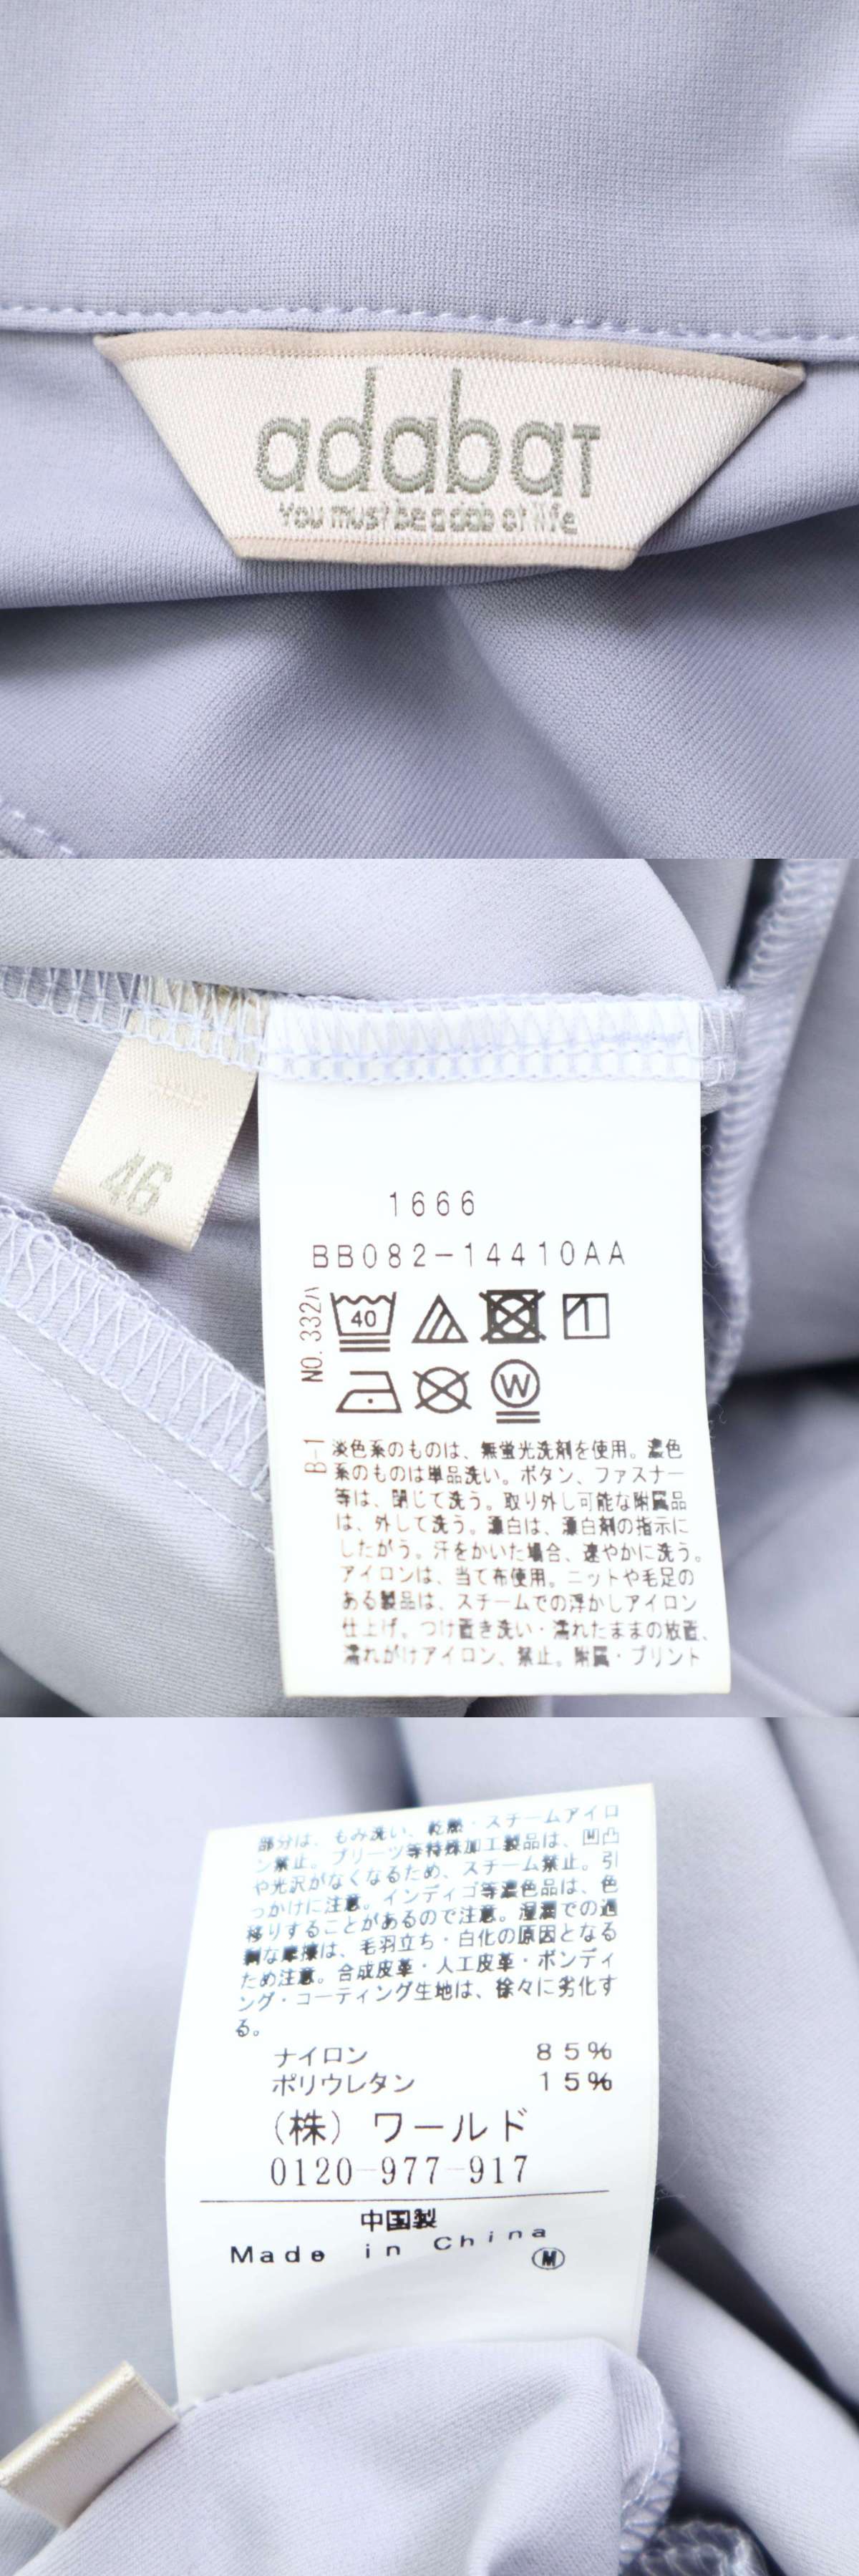 adabat
You must be a dab at life
46
1666
BB082-14410AA
NO. 332A
40
W
B-1
淡色系のものは、無蛍光洗剤を使用。濃色
系のものは単品洗い。ボタン、ファスナー
等は、閉じて洗う。取り外し可能な附属品
は、外して洗う。漂白は、漂白剤の指示に
したがう。汗をかいた場合、速やかに洗う。
アイロンは、当て布使用。ニットや毛足の
ある製品は、スチームでの浮かしアイロン
仕上げ。つけ置き洗い・濡れたままの放置、
濡れがけアイロン、禁止。附属・プリント
部分は、もみ洗い、乾燥・スチームアイロ
ン禁止。プリーツ等特殊加工製品は、凹凸
や光沢がなくなるため、スチーム禁止。引
っかけに注意。インディゴ等濃色品は、色
移りすることがあるので注意。湿潤での過
剰な摩擦は、毛羽立ち・白化の原因となる
ため注意。合成皮革・人工皮革・ボンディ
ング・コーティング生地は、徐々に劣化す
る。
ナイロン 85%
ポリウレタン 15%
(株) ワールド
0120-977-917
中国製
Made in China
M